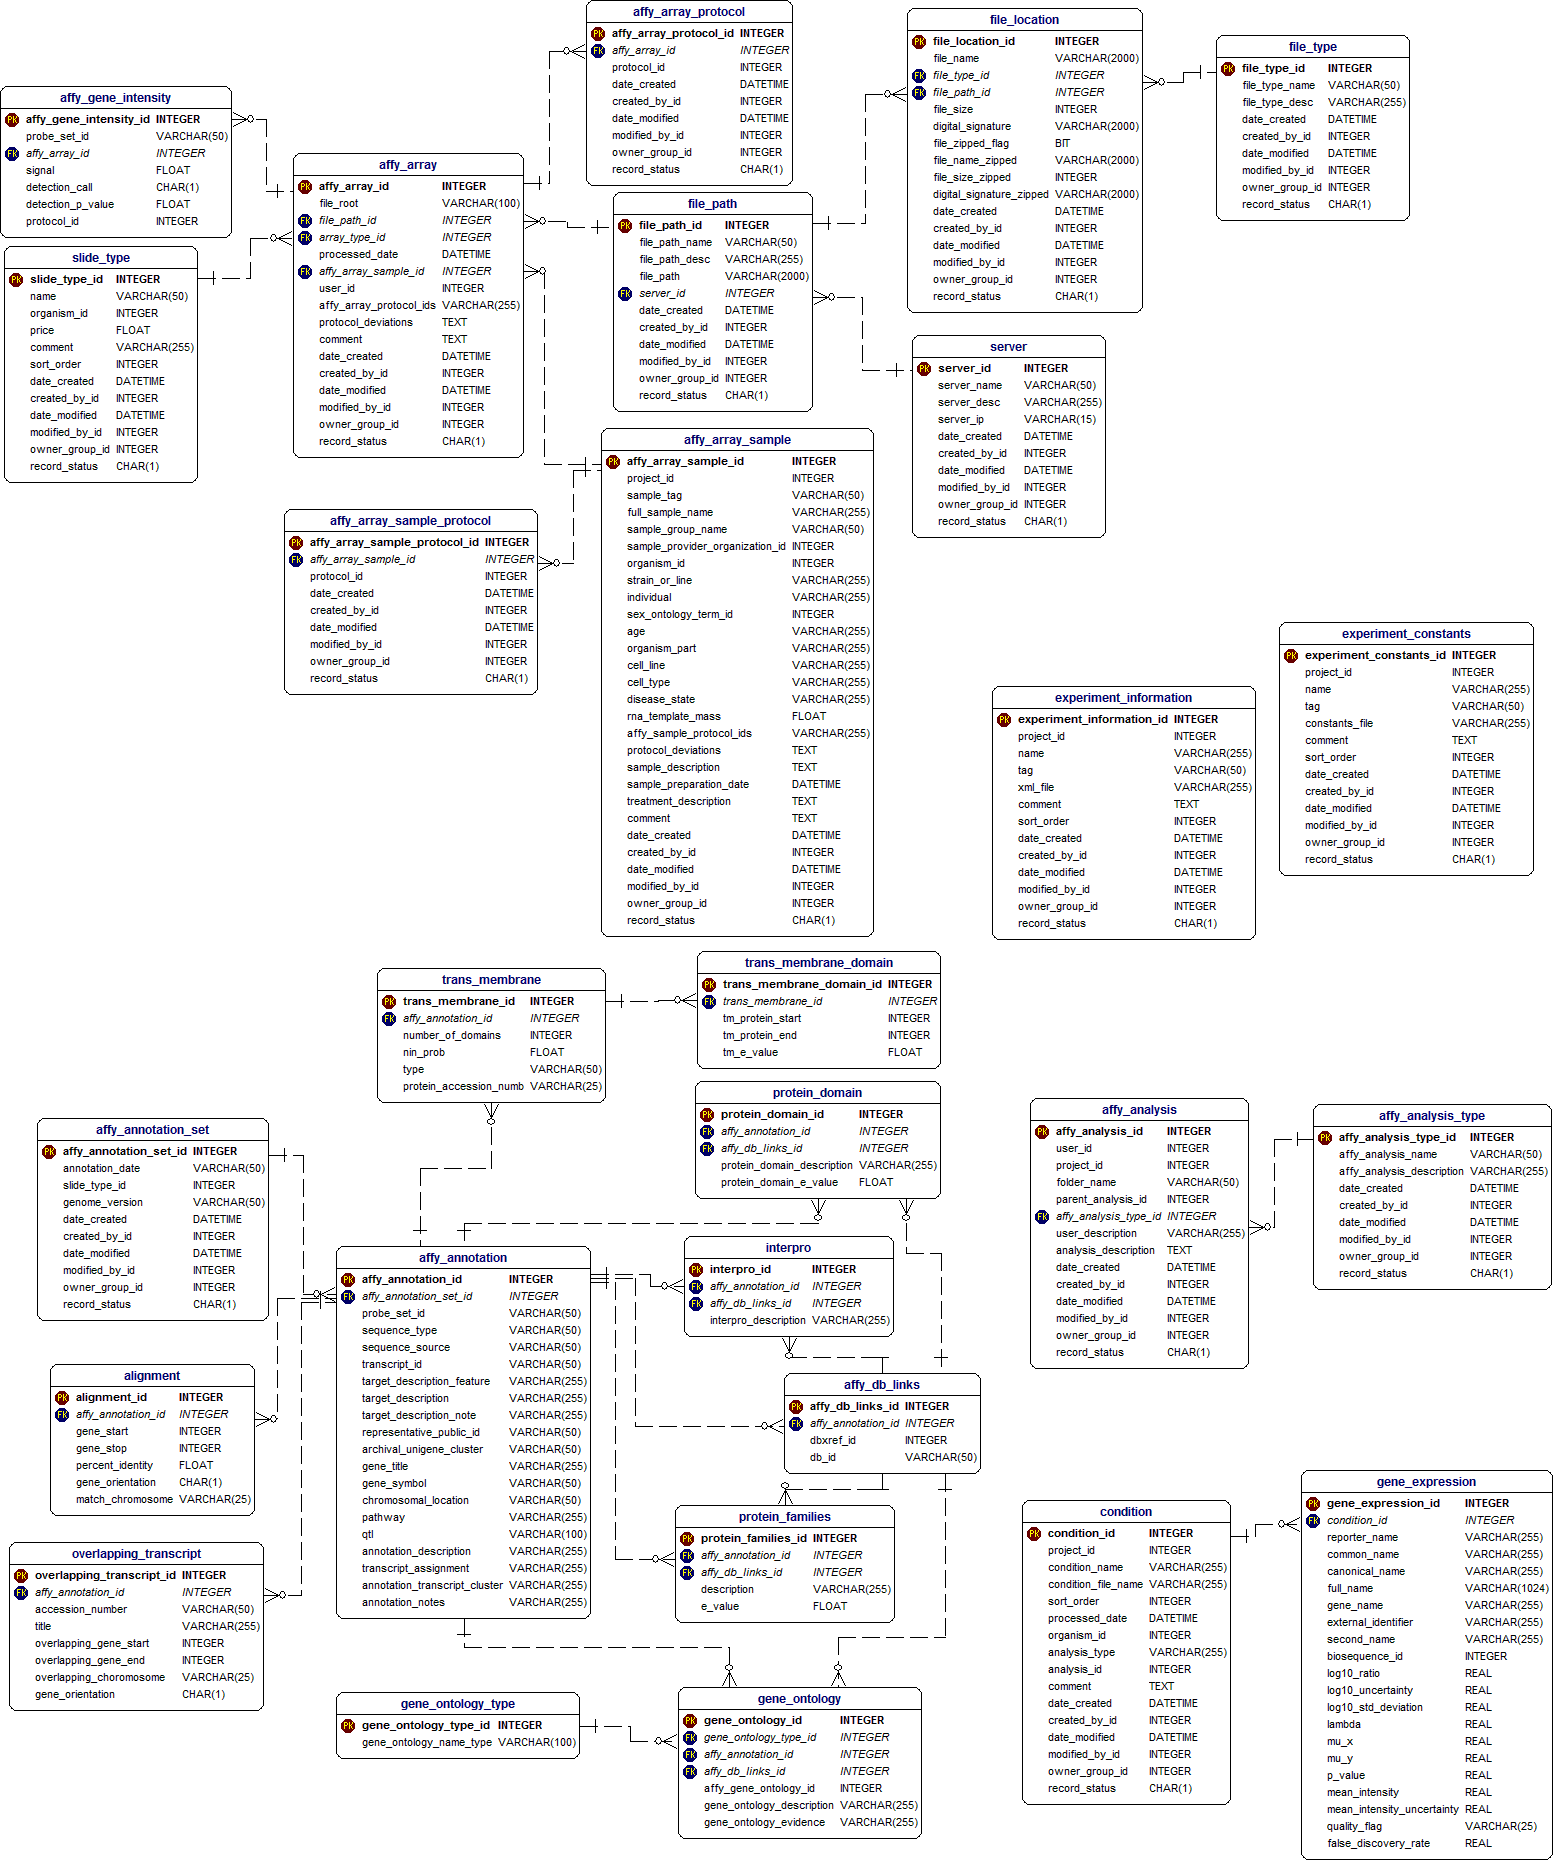 affy_array_protocol
PK affy_array_protocol_id INTEGER
FK affy_array_id INTEGER
protocol_id INTEGER
date_created DATETIME
created_by_id INTEGER
date_modified DATETIME
modified_by_id INTEGER
owner_group_id INTEGER
record_status CHAR(1)
file_location
PK file_location_id INTEGER
file_name VARCHAR(2000)
FK file_type_id INTEGER
FK file_path_id INTEGER
file_size INTEGER
digital_signature VARCHAR(2000)
file_zipped_flag BIT
file_name_zipped VARCHAR(2000)
file_size_zipped INTEGER
digital_signature_zipped VARCHAR(2000)
date_created DATETIME
created_by_id INTEGER
date_modified DATETIME
modified_by_id INTEGER
owner_group_id INTEGER
record_status CHAR(1)
file_type
PK file_type_id INTEGER
file_type_name VARCHAR(50)
file_type_desc VARCHAR(255)
date_created DATETIME
created_by_id INTEGER
date_modified DATETIME
modified_by_id INTEGER
owner_group_id INTEGER
record_status CHAR(1)
affy_gene_intensity
PK affy_gene_intensity_id INTEGER
probe_set_id VARCHAR(50)
FK affy_array_id INTEGER
signal FLOAT
detection_call CHAR(1)
detection_p_value FLOAT
protocol_id INTEGER
affy_array
PK affy_array_id INTEGER
file_root VARCHAR(100)
FK file_path_id INTEGER
FK array_type_id INTEGER
processed_date DATETIME
FK affy_array_sample_id INTEGER
user_id INTEGER
affy_array_protocol_ids VARCHAR(255)
protocol_deviations TEXT
comment TEXT
date_created DATETIME
created_by_id INTEGER
date_modified DATETIME
modified_by_id INTEGER
owner_group_id INTEGER
record_status CHAR(1)
file_path
PK file_path_id INTEGER
file_path_name VARCHAR(50)
file_path_desc VARCHAR(255)
file_path VARCHAR(2000)
FK server_id INTEGER
date_created DATETIME
created_by_id INTEGER
date_modified DATETIME
modified_by_id INTEGER
owner_group_id INTEGER
record_status CHAR(1)
slide_type
PK slide_type_id INTEGER
name VARCHAR(50)
organism_id INTEGER
price FLOAT
comment VARCHAR(255)
sort_order INTEGER
date_created DATETIME
created_by_id INTEGER
date_modified DATETIME
modified_by_id INTEGER
owner_group_id INTEGER
record_status CHAR(1)
server
PK server_id INTEGER
server_name VARCHAR(50)
server_desc VARCHAR(255)
server_ip VARCHAR(15)
date_created DATETIME
created_by_id INTEGER
date_modified DATETIME
modified_by_id INTEGER
owner_group_id INTEGER
record_status CHAR(1)
affy_array_sample
PK affy_array_sample_id INTEGER
project_id INTEGER
sample_tag VARCHAR(50)
full_sample_name VARCHAR(255)
sample_group_name VARCHAR(50)
sample_provider_organization_id INTEGER
organism_id INTEGER
strain_or_line VARCHAR(255)
individual VARCHAR(255)
sex_ontology_term_id INTEGER
age VARCHAR(255)
organism_part VARCHAR(255)
cell_line VARCHAR(255)
cell_type VARCHAR(255)
disease_state VARCHAR(255)
rna_template_mass FLOAT
affy_sample_protocol_ids VARCHAR(255)
protocol_deviations TEXT
sample_description TEXT
sample_preparation_date DATETIME
treatment_description TEXT
comment TEXT
date_created DATETIME
created_by_id INTEGER
date_modified DATETIME
modified_by_id INTEGER
owner_group_id INTEGER
record_status CHAR(1)
affy_array_sample_protocol
PK affy_array_sample_protocol_id INTEGER
FK affy_array_sample_id INTEGER
protocol_id INTEGER
date_created DATETIME
created_by_id INTEGER
date_modified DATETIME
modified_by_id INTEGER
owner_group_id INTEGER
record_status CHAR(1)
experiment_constants
PK experiment_constants_id INTEGER
project_id INTEGER
name VARCHAR(255)
tag VARCHAR(50)
constants_file VARCHAR(255)
comment TEXT
sort_order INTEGER
date_created DATETIME
created_by_id INTEGER
date_modified DATETIME
modified_by_id INTEGER
owner_group_id INTEGER
record_status CHAR(1)
experiment_information
PK experiment_information_id INTEGER
project_id INTEGER
name VARCHAR(255)
tag VARCHAR(50)
xml_file VARCHAR(255)
comment TEXT
sort_order INTEGER
date_created DATETIME
created_by_id INTEGER
date_modified DATETIME
modified_by_id INTEGER
owner_group_id INTEGER
record_status CHAR(1)
trans_membrane
PK trans_membrane_id INTEGER
FK affy_annotation_id INTEGER
number_of_domains INTEGER
nin_prob FLOAT
type VARCHAR(50)
protein_accession_numb VARCHAR(25)
trans_membrane_domain
PK trans_membrane_domain_id INTEGER
FK trans_membrane_id INTEGER
tm_protein_start INTEGER
tm_protein_end INTEGER
tm_e_value FLOAT
protein_domain
PK protein_domain_id INTEGER
FK affy_annotation_id INTEGER
FK affy_db_links_id INTEGER
protein_domain_description VARCHAR(255)
protein_domain_e_value FLOAT
affy_annotation_set
PK affy_annotation_set_id INTEGER
annotation_date VARCHAR(50)
slide_type_id INTEGER
genome_version VARCHAR(50)
date_created DATETIME
created_by_id INTEGER
date_modified DATETIME
modified_by_id INTEGER
owner_group_id INTEGER
record_status CHAR(1)
affy_analysis
PK affy_analysis_id INTEGER
user_id INTEGER
project_id INTEGER
folder_name VARCHAR(50)
parent_analysis_id INTEGER
FK affy_analysis_type_id INTEGER
user_description VARCHAR(255)
analysis_description TEXT
date_created DATETIME
created_by_id INTEGER
date_modified DATETIME
modified_by_id INTEGER
owner_group_id INTEGER
record_status CHAR(1)
affy_analysis_type
PK affy_analysis_type_id INTEGER
affy_analysis_name VARCHAR(50)
affy_analysis_description VARCHAR(255)
date_created DATETIME
created_by_id INTEGER
date_modified DATETIME
modified_by_id INTEGER
owner_group_id INTEGER
record_status CHAR(1)
affy_annotation
PK affy_annotation_id INTEGER
FK affy_annotation_set_id INTEGER
probe_set_id VARCHAR(50)
sequence_type VARCHAR(50)
sequence_source VARCHAR(50)
transcript_id VARCHAR(50)
target_description_feature VARCHAR(255)
target_description VARCHAR(255)
target_description_note VARCHAR(255)
representative_public_id VARCHAR(50)
archival_unigene_cluster VARCHAR(50)
gene_title VARCHAR(255)
gene_symbol VARCHAR(50)
chromosomal_location VARCHAR(50)
pathway VARCHAR(255)
qtl VARCHAR(100)
annotation_description VARCHAR(255)
transcript_assignment VARCHAR(255)
annotation_transcript_cluster VARCHAR(255)
annotation_notes VARCHAR(255)
interpro
PK interpro_id INTEGER
FK affy_annotation_id INTEGER
FK affy_db_links_id INTEGER
interpro_description VARCHAR(255)
alignment
PK alignment_id INTEGER
FK affy_annotation_id INTEGER
gene_start INTEGER
gene_stop INTEGER
percent_identity FLOAT
gene_orientation CHAR(1)
match_chromosome VARCHAR(25)
affy_db_links
PK affy_db_links_id INTEGER
FK affy_annotation_id INTEGER
dbxref_id INTEGER
db_id VARCHAR(50)
protein_families
PK protein_families_id INTEGER
FK affy_annotation_id INTEGER
FK affy_db_links_id INTEGER
description VARCHAR(255)
e_value FLOAT
overlapping_transcript
PK overlapping_transcript_id INTEGER
FK affy_annotation_id INTEGER
accession_number VARCHAR(50)
title VARCHAR(255)
overlapping_gene_start INTEGER
overlapping_gene_end INTEGER
overlapping_choromosome VARCHAR(25)
gene_orientation CHAR(1)
condition
PK condition_id INTEGER
project_id INTEGER
condition_name VARCHAR(255)
condition_file_name VARCHAR(255)
sort_order INTEGER
processed_date DATETIME
organism_id INTEGER
analysis_type VARCHAR(255)
analysis_id INTEGER
comment TEXT
date_created DATETIME
created_by_id INTEGER
date_modified DATETIME
modified_by_id INTEGER
owner_group_id INTEGER
record_status CHAR(1)
gene_expression
PK gene_expression_id INTEGER
FK condition_id INTEGER
reporter_name VARCHAR(255)
common_name VARCHAR(255)
canonical_name VARCHAR(255)
full_name VARCHAR(1024)
gene_name VARCHAR(255)
external_identifier VARCHAR(255)
second_name VARCHAR(255)
biosequence_id INTEGER
log10_ratio REAL
log10_uncertainty REAL
log10_std_deviation REAL
lambda REAL
mu_x REAL
mu_y REAL
p_value REAL
mean_intensity REAL
mean_intensity_uncertainty REAL
quality_flag VARCHAR(25)
false_discovery_rate REAL
gene_ontology_type
PK gene_ontology_type_id INTEGER
gene_ontology_name_type VARCHAR(100)
gene_ontology
PK gene_ontology_id INTEGER
FK gene_ontology_type_id INTEGER
FK affy_annotation_id INTEGER
FK affy_db_links_id INTEGER
affy_gene_ontology_id INTEGER
gene_ontology_description VARCHAR(255)
gene_ontology_evidence VARCHAR(255)